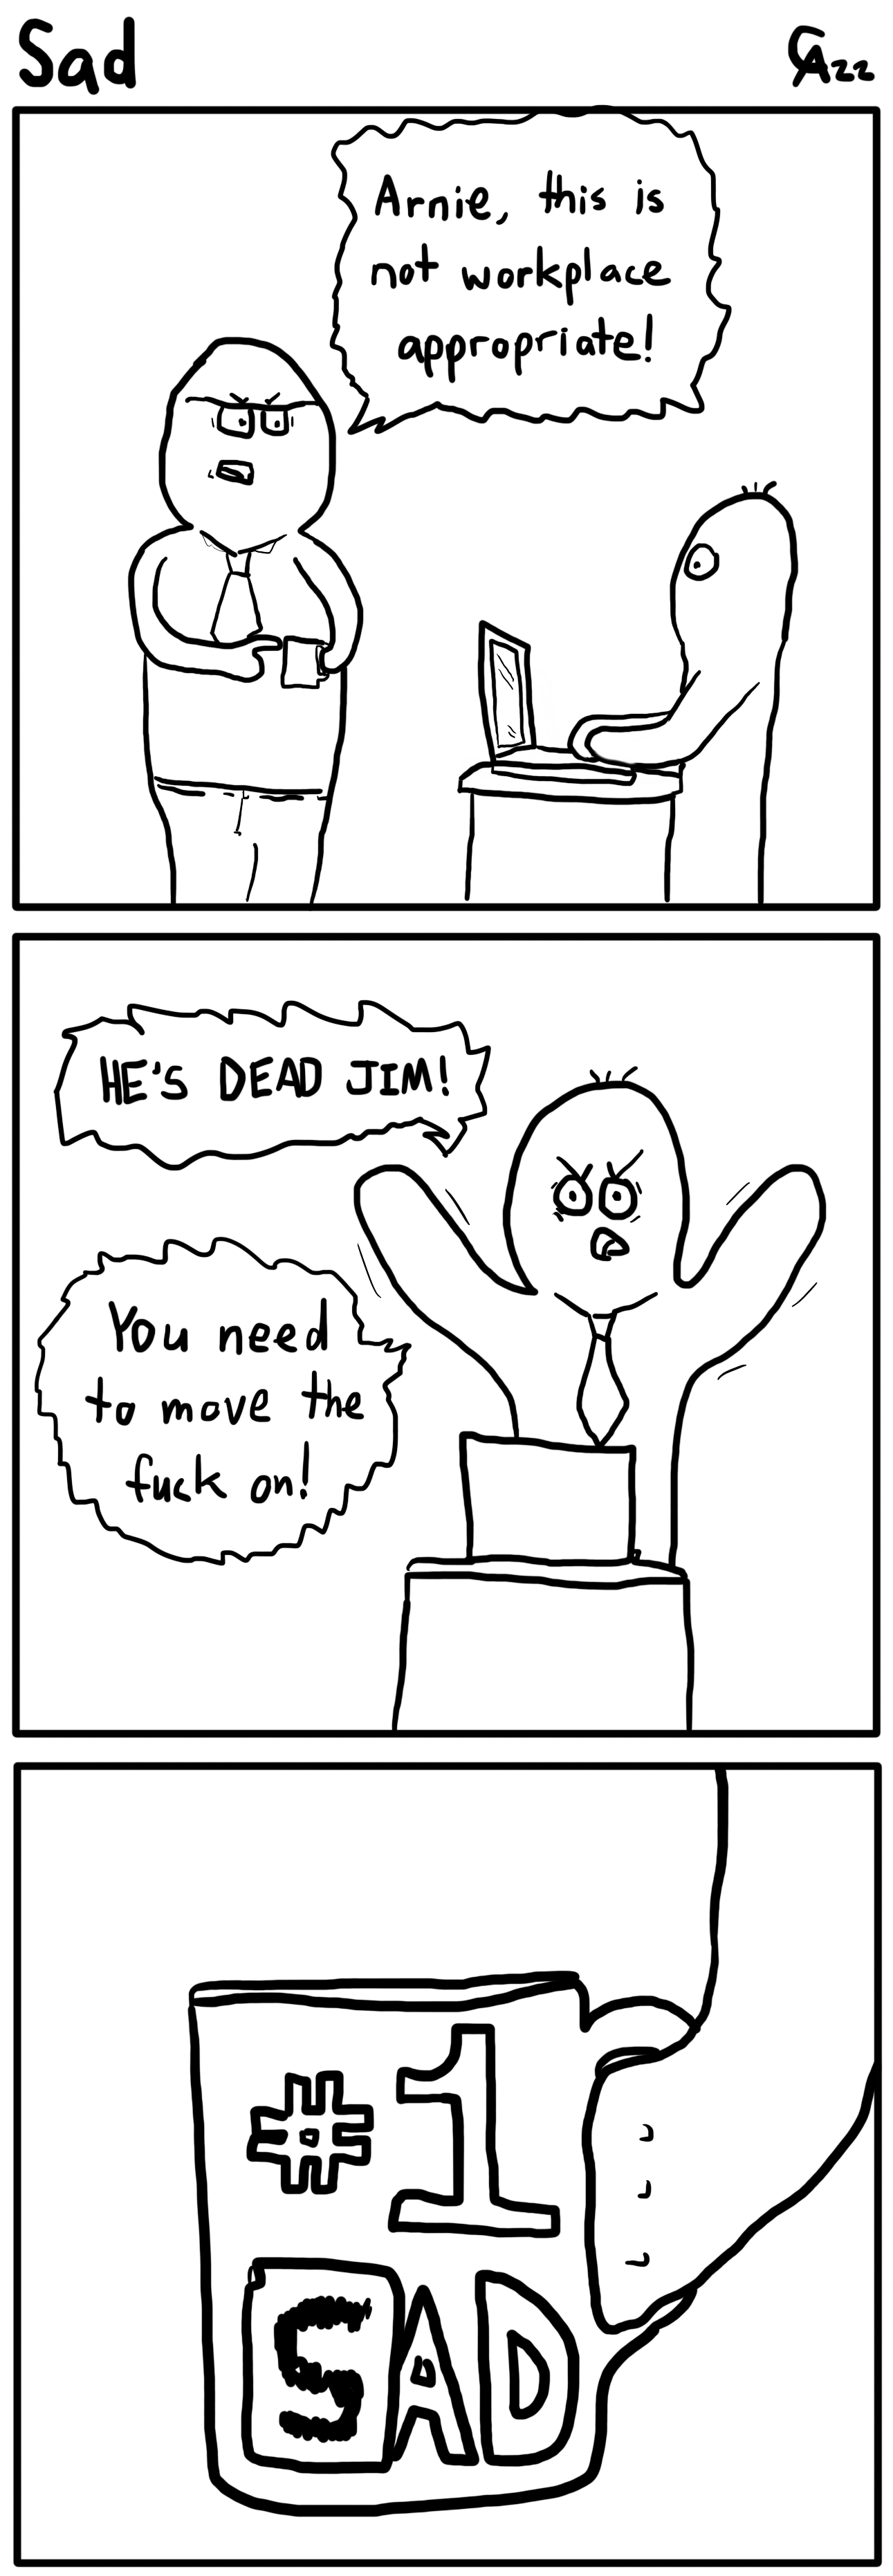 Sad
CA22
Arnie, this is
not workplace
appropriate!
HE'S DEAD JIM!
You need
to move the
fuck on!
#1
SAD